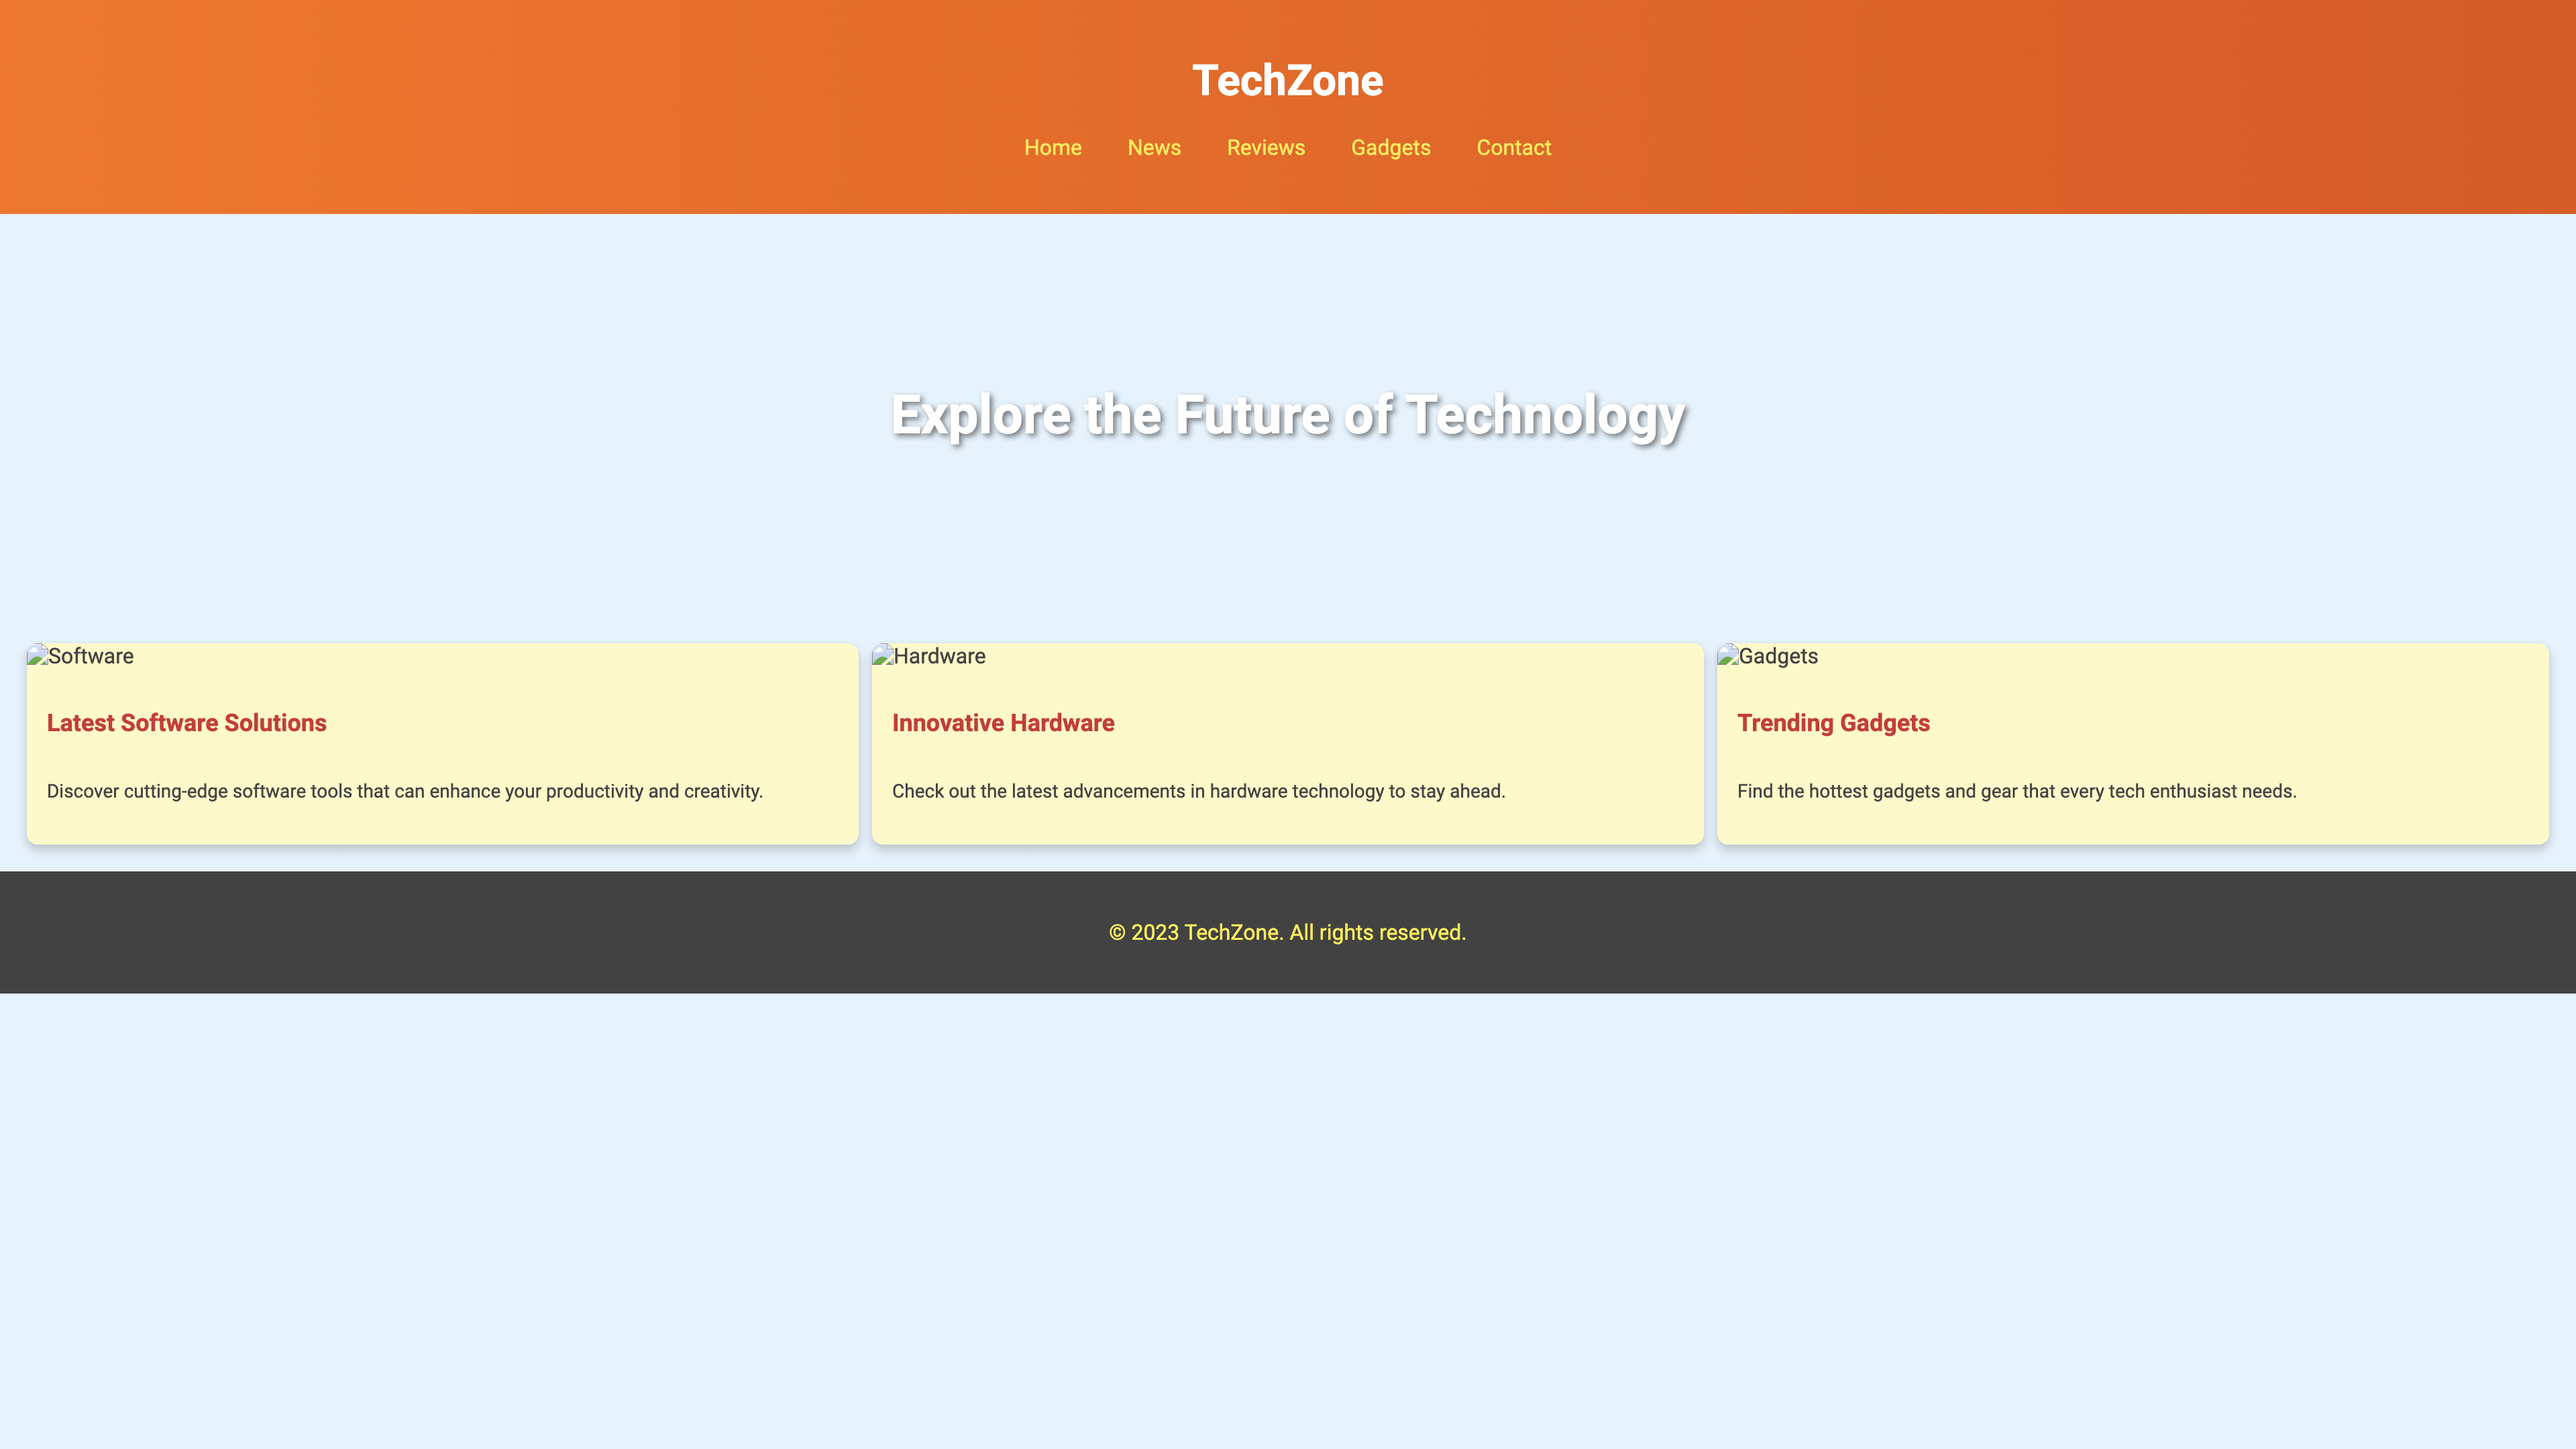 TechZone
Home News Reviews Gadgets Contact
Explore the Future of Technology
Software
Latest Software Solutions
Discover cutting-edge software tools that can enhance your productivity and creativity.
Hardware
Innovative Hardware
Check out the latest advancements in hardware technology to stay ahead.
Gadgets
Trending Gadgets
Find the hottest gadgets and gear that every tech enthusiast needs.
© 2023 TechZone. All rights reserved.